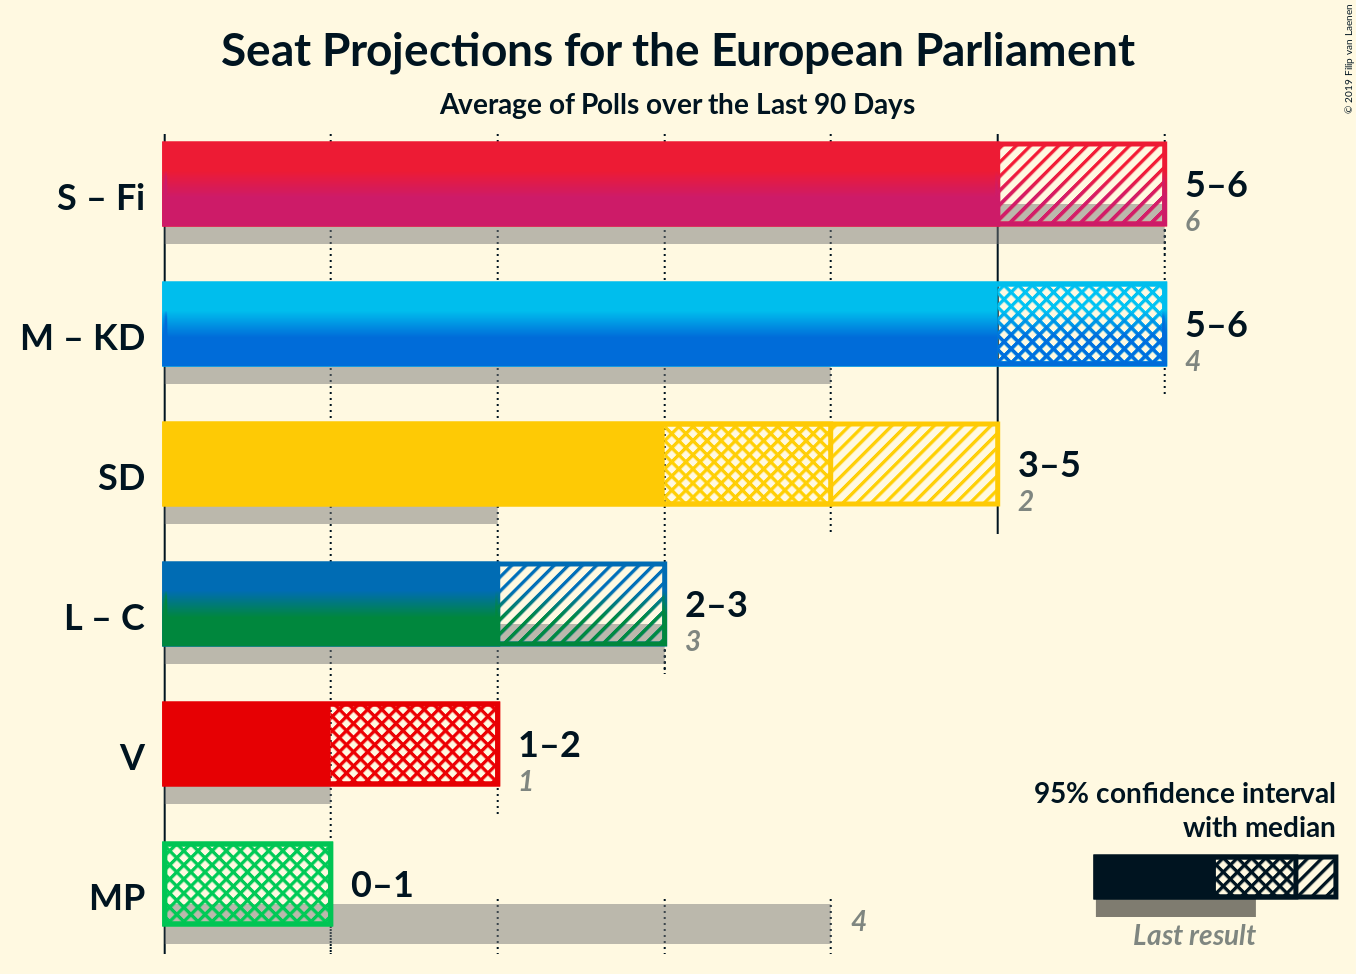 Seat Projections for the European Parliament
Average of Polls over the Last 90 Days
© 2019 Filip van Laenen
S – Fi
5–6
6
M – KD
5–6
4
SD
3–5
2
L – C
2–3
3
V
1–2
1
MP
0–1
4
95% confidence interval
with median
Last result